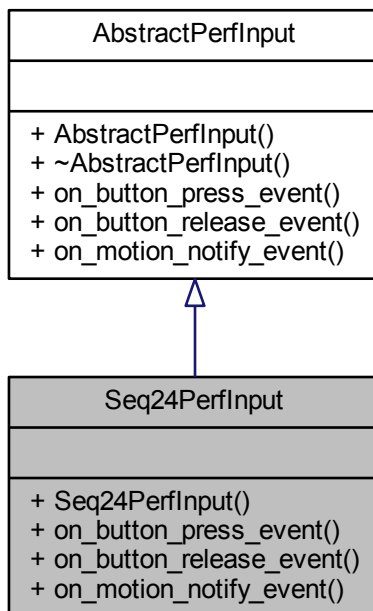 AbstractPerfInput
+ AbstractPerfInput()
+ ~AbstractPerfInput()
+ on_button_press_event()
+ on_button_release_event()
+ on_motion_notify_event()
Seq24PerfInput
+ Seq24PerfInput()
+ on_button_press_event()
+ on_button_release_event()
+ on_motion_notify_event()